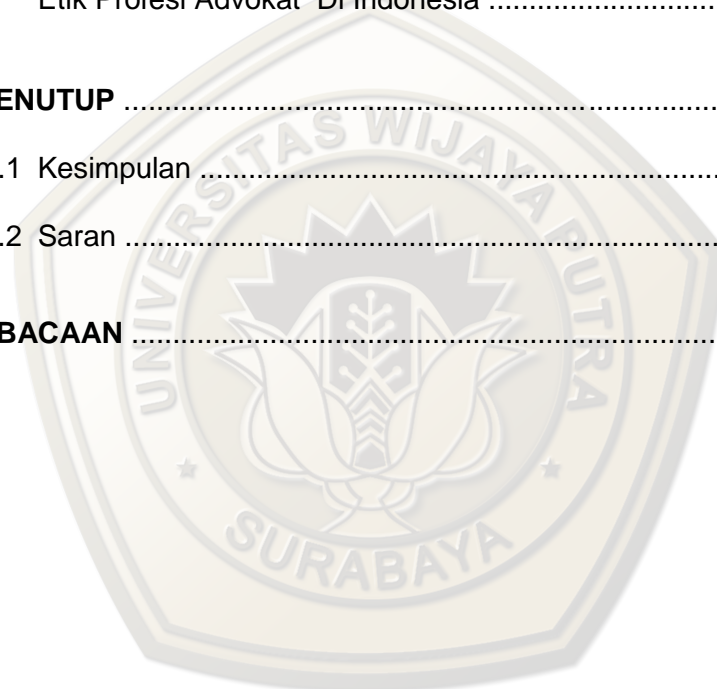 Etik Profesi Advokat Di Indonesia ..............................
ENUTUP ......................................................................
.1 Kesimpulan ............................................................
.2 Saran ......................................................................
BACAAN .....................................................................
UNIVERSITAS WIJAYA PUTRA
SURABAYA